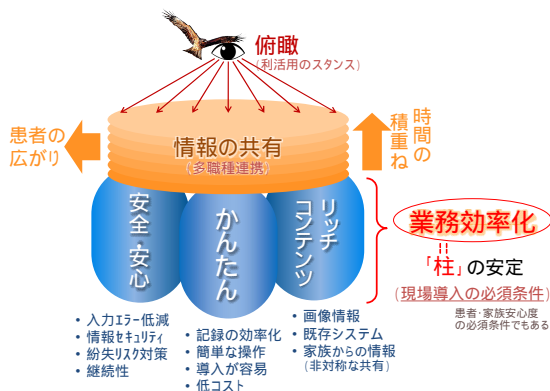 俯瞰
(利活用のスタンス)
患者の
広がり
情報の共有
(多職種連携)
時間の
積重ね
安全・安心
かんたん
リッチ
コンテンツ
業務効率化
「柱」の安定
(現場導入の必須条件)
患者・家族安心度
の必須条件でもある
• 入力エラー低減
• 情報セキュリティ
• 紛失リスク対策
• 継続性
• 記録の効率化
• 簡単な操作
• 導入が容易
• 低コスト
• 画像情報
• 既存システム
• 家族からの情報
(非対称な共有)